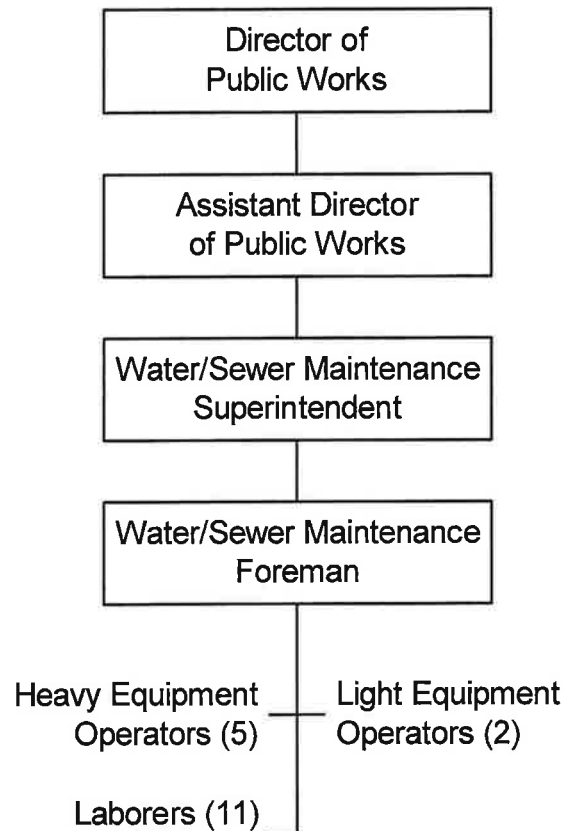 Director of
Public Works
Assistant Director
of Public Works
Water/Sewer Maintenance
Superintendent
Water/Sewer Maintenance
Foreman
Heavy Equipment
Operators (5)
Light Equipment
Operators (2)
Laborers (11)